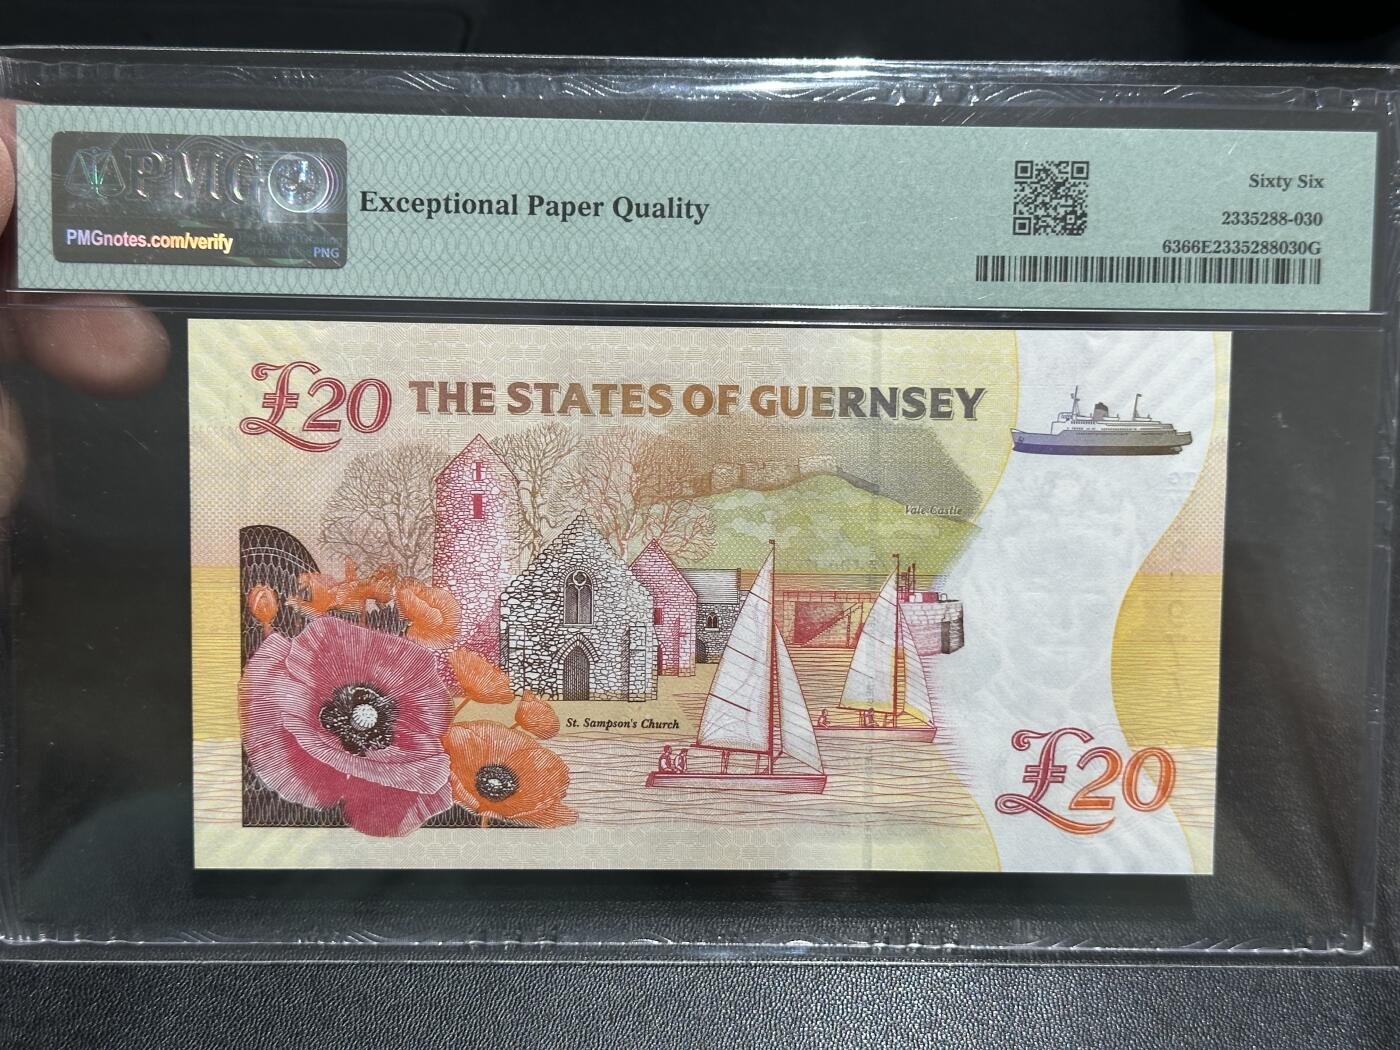 PMG
PMGnotes.com/verify
PNG
Exceptional Paper Quality
Sixty Six
2335288-030
6366E2335288030G
£20
THE STATES OF GUERNSEY
Vale Castle
St. Sampson's Church
£20